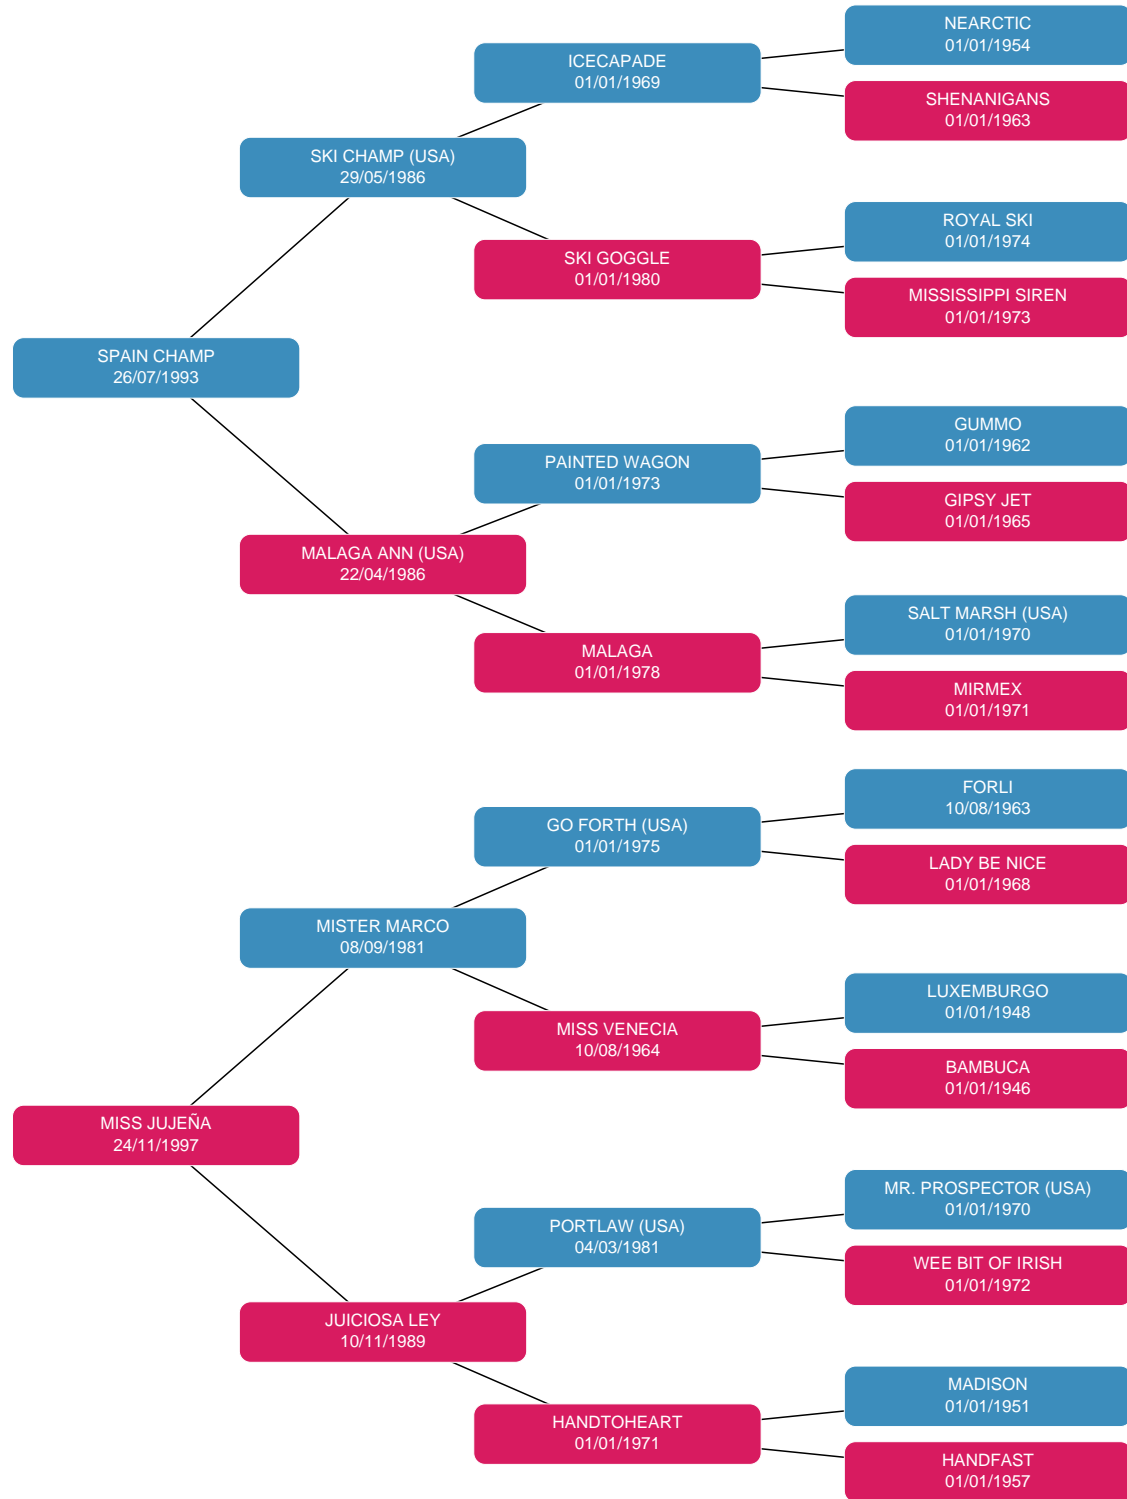 NEARCTIC
01/01/1954
ICECAPADE
01/01/1969
SHENANIGANS
01/01/1963
SKI CHAMP (USA)
29/05/1986
ROYAL SKI
01/01/1974
SKI GOGGLE
01/01/1980
MISSISSIPPI SIREN
01/01/1973
SPAIN CHAMP
26/07/1993
GUMMO
01/01/1962
PAINTED WAGON
01/01/1973
GIPSY JET
01/01/1965
MALAGA ANN (USA)
22/04/1986
SALT MARSH (USA)
01/01/1970
MALAGA
01/01/1978
MIRMEX
01/01/1971
FORLI
10/08/1963
GO FORTH (USA)
01/01/1975
LADY BE NICE
01/01/1968
MISTER MARCO
08/09/1981
LUXEMBURGO
01/01/1948
MISS VENECIA
10/08/1964
BAMBUCA
01/01/1946
MISS JUJEÑA
24/11/1997
MR. PROSPECTOR (USA)
01/01/1970
PORTLAW (USA)
04/03/1981
WEE BIT OF IRISH
01/01/1972
JUICIOSA LEY
10/11/1989
MADISON
01/01/1951
HANDTOHEART
01/01/1971
HANDFAST
01/01/1957